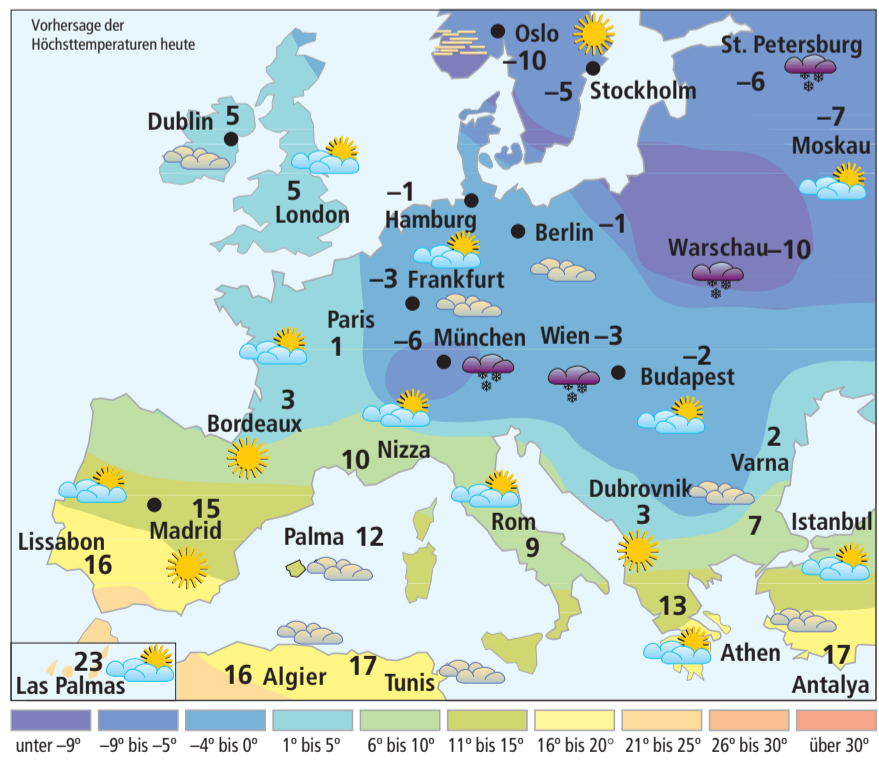 Vorhersage der
Höchsttemperaturen heute
Oslo
–10
–5
Stockholm
St. Petersburg
–6
–7
Moskau
Dublin 5
5
London
–1
Hamburg
Berlin –1
Warschau –10
–3 Frankfurt
Paris
1
–6 München
Wien –3
–2
Budapest
3
Bordeaux
10 Nizza
2
Varna
Dubrovnik
3
7
Istanbul
15
Madrid
Lissabon
16
Palma 12
Rom
9
13
Athen
17
Antalya
23
Las Palmas
16 Algier
17
Tunis
unter –9° –9° bis –5° –4° bis 0° 1° bis 5° 6° bis 10° 11° bis 15° 16° bis 20° 21° bis 25° 26° bis 30° über 30°